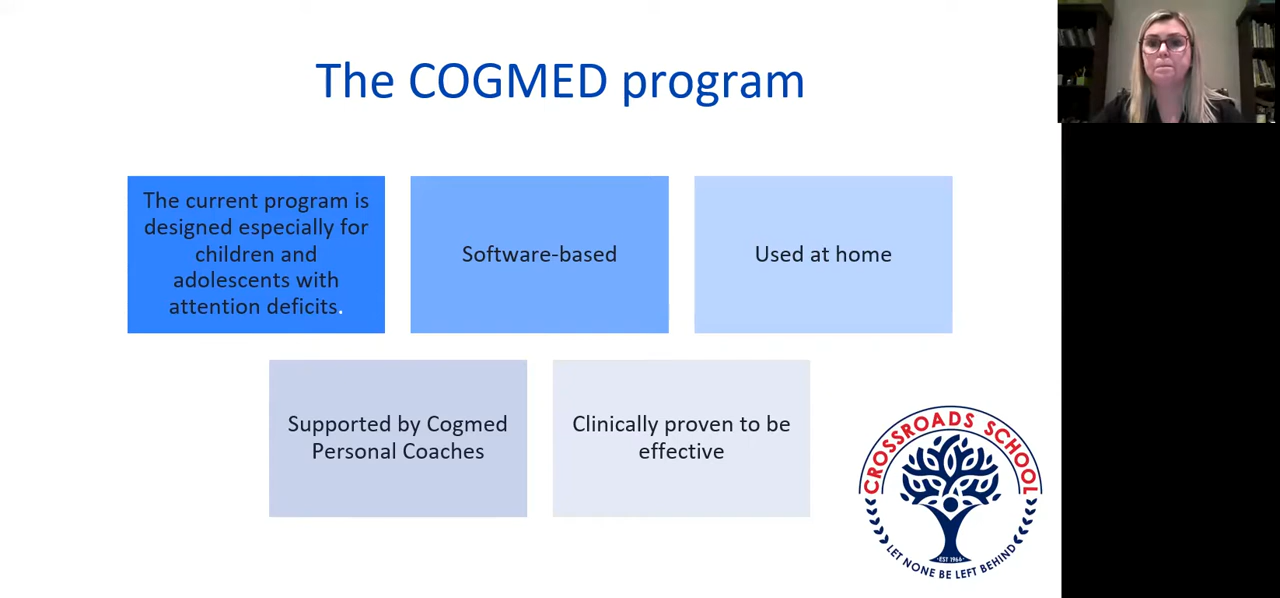 The COGMED program
The current program is
designed especially for
children and
adolescents with
attention deficits.
Software-based
Used at home
Supported by Cogmed
Personal Coaches
Clinically proven to be
effective
CROSSROADS SCHOOL
EST 1964
LET NONE BE LEFT BEHIND